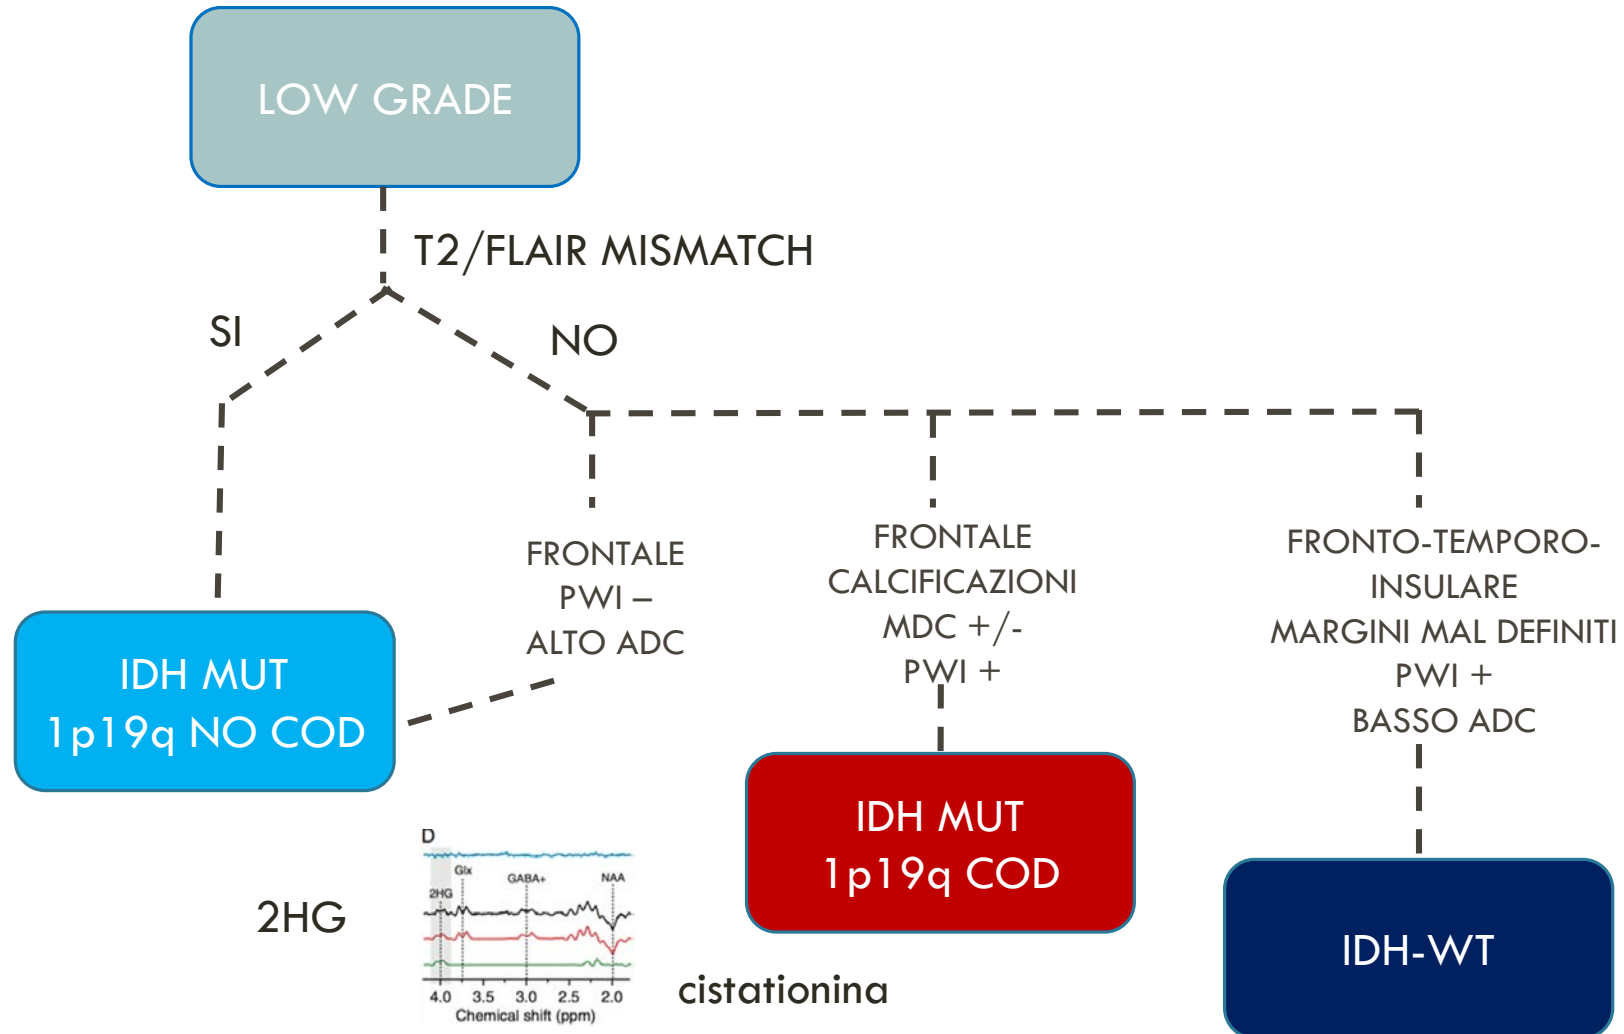 LOW GRADE
T2/FLAIR MISMATCH
SI
NO
FRONTALE
PWI –
ALTO ADC
FRONTALE
CALCIFICAZIONI
MDC +/-
PWI +
FRONTO-TEMPORO-
INSULARE
MARGINI MAL DEFINITI
PWI +
BASSO ADC
IDH MUT
1p19q NO COD
IDH MUT
1p19q COD
IDH-WT
2HG
D
Glx
GABA+
NAA
2HG
4.0 3.5 3.0 2.5 2.0
Chemical shift (ppm)
cistationina